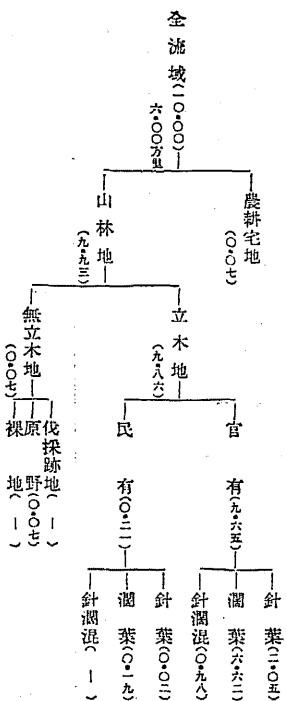 全流域(一〇・〇〇)
六・〇〇方里
農耕宅地
(〇・〇七)
山林地
(九・九三)
立木地
(九・八六)
無立木地
(〇・〇七)
官有(九・六五)
民有(〇・二一)
針葉(二・〇五)
濶葉(六・六二)
針濶混(〇・九八)
針葉(〇・〇二)
濶葉(〇・一九)
針濶混(—)
伐採跡地(—)
原野(〇・〇七)
裸地(—)